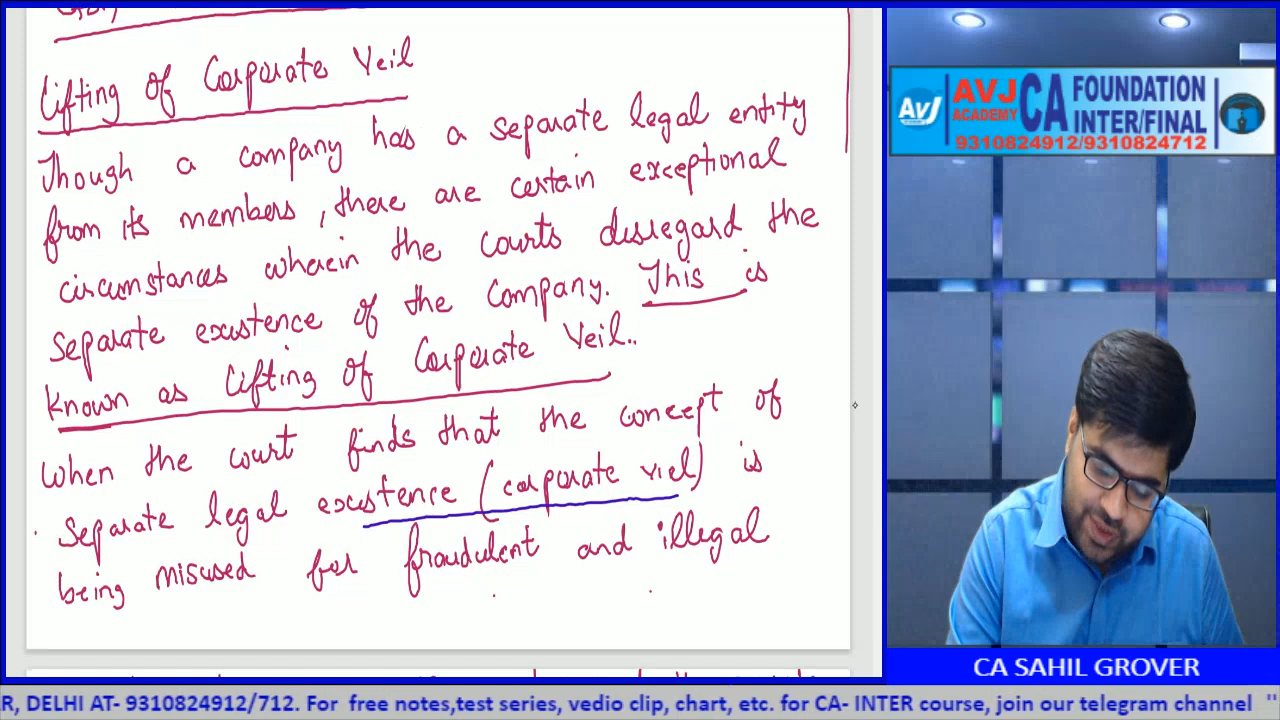 Lifting of Corporate Veil
Though a company has a separate legal entity
from its members, there are certain exceptional
circumstances wherein the courts disregard the
separate existence of the company. This is
known as Lifting of Corporate Veil..
When the court finds that the concept of
separate legal existence (corporate viel) is
being misused for fraudulent and illegal
AvJ
AVJ
ACADEMY
CA
FOUNDATION
INTER/FINAL
9310824912/9310824712
CA SAHIL GROVER
R, DELHI AT- 9310824912/712. For free notes,test series, vedio clip, chart, etc. for CA- INTER course, join our telegram channel "